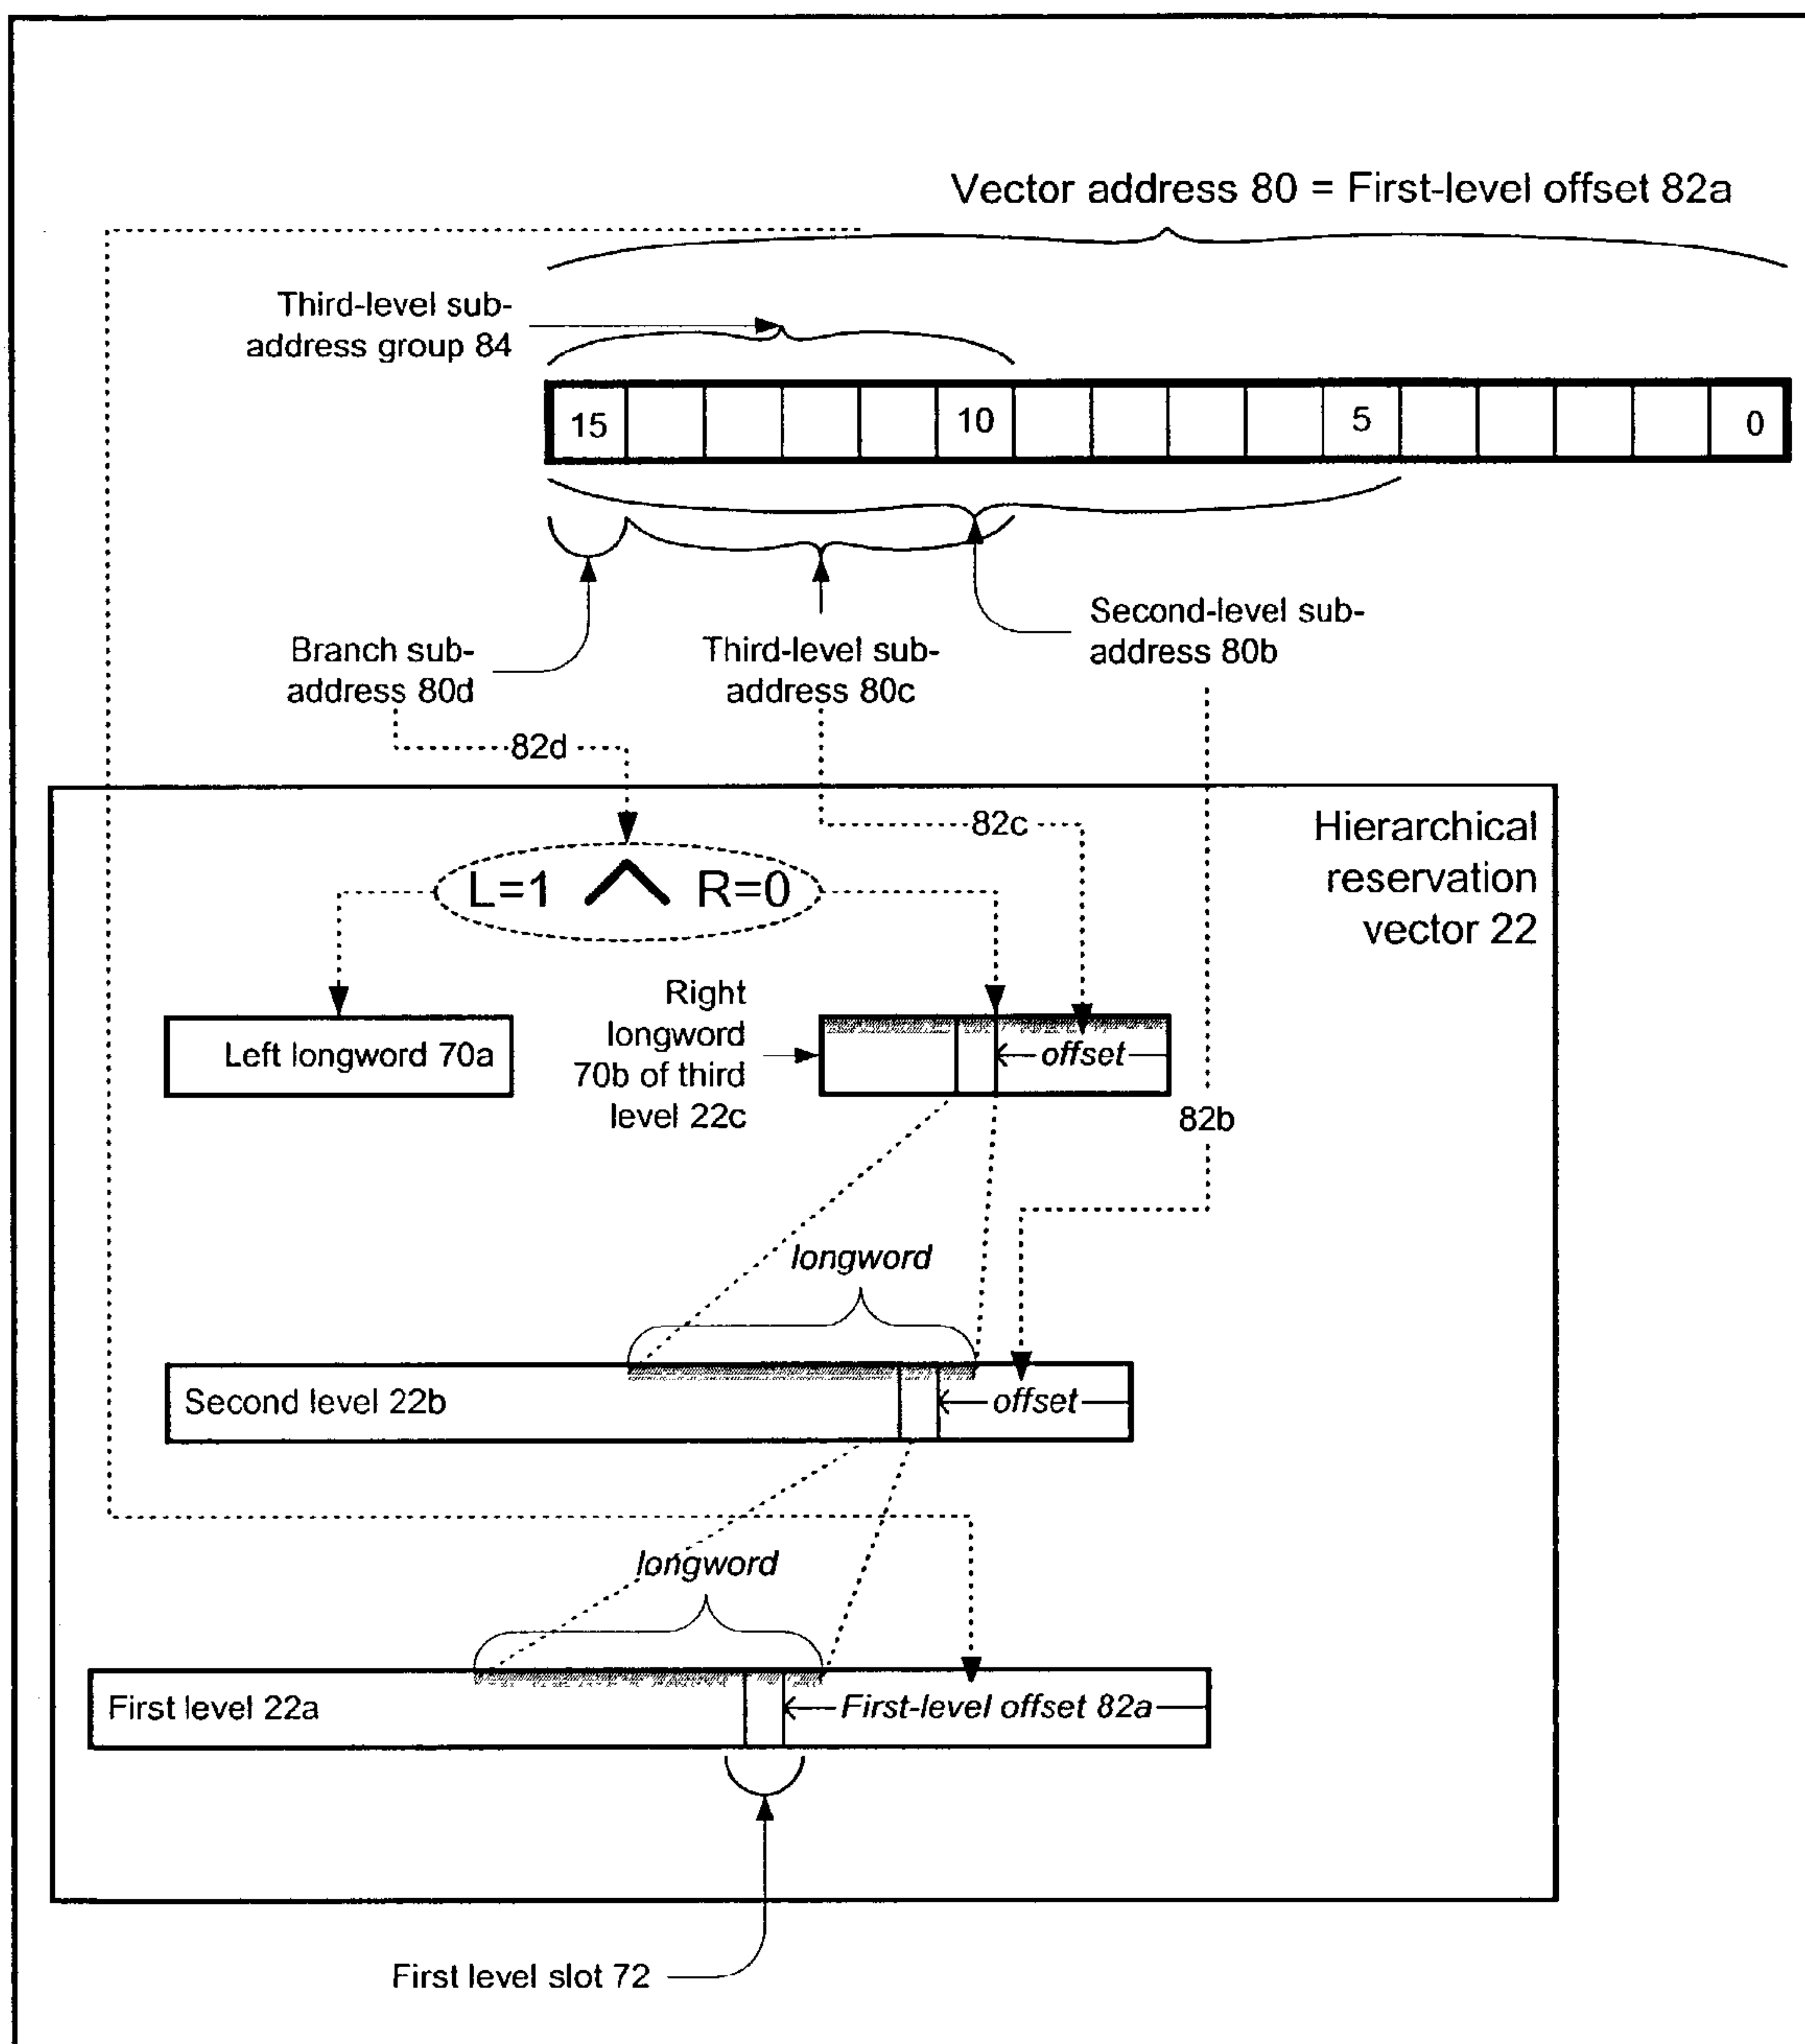 Vector address 80 = First-level offset 82a
Third-level sub-
address group 84
15 10 5 0
Second-level sub-
address 80b
Branch sub-
address 80d
Third-level sub-
address 80c
82d
82c
Hierarchical
reservation
vector 22
L=1 R=0
Right
longword
70b of third
level 22c
Left longword 70a
offset
82b
longword
Second level 22b
offset
longword
First level 22a
First-level offset 82a
First level slot 72